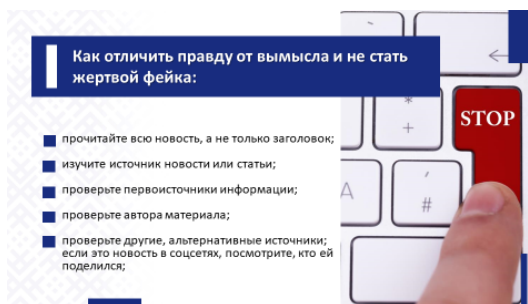 Как отличить правду от вымысла и не стать
жертвой фейка:
прочитайте всю новость, а не только заголовок;
изучите источник новости или статьи;
проверьте первоисточники информации;
проверьте автора материала;
проверьте другие, альтернативные источники;
если это новость в соцсетях, посмотрите, кто ей
поделился;
*
+
STOP
A
#